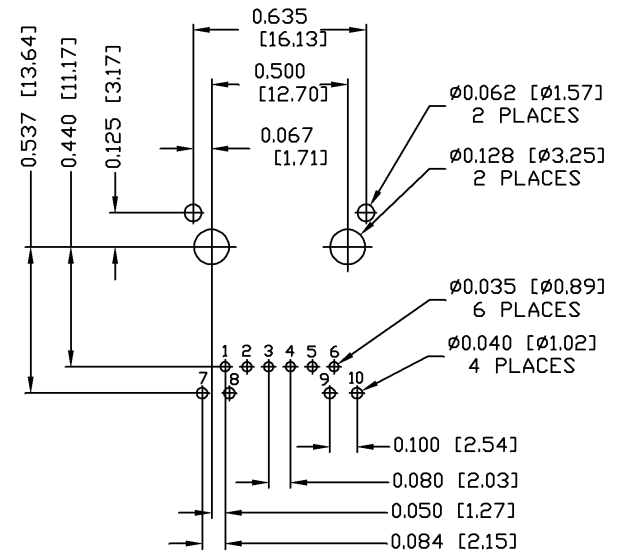 0.635
[16.13]
0.500
[12.70]
0.067
[1.71]
0.537 [13.64]
0.440 [11.17]
0.125 [3.17]
Ø0.062 [Ø1.57]
2 PLACES
Ø0.128 [Ø3.25]
2 PLACES
Ø0.035 [Ø0.89]
6 PLACES
1 2 3 4 5 6
Ø0.040 [Ø1.02]
4 PLACES
7 8 9 10
0.100 [2.54]
0.080 [2.03]
0.050 [1.27]
0.084 [2.15]